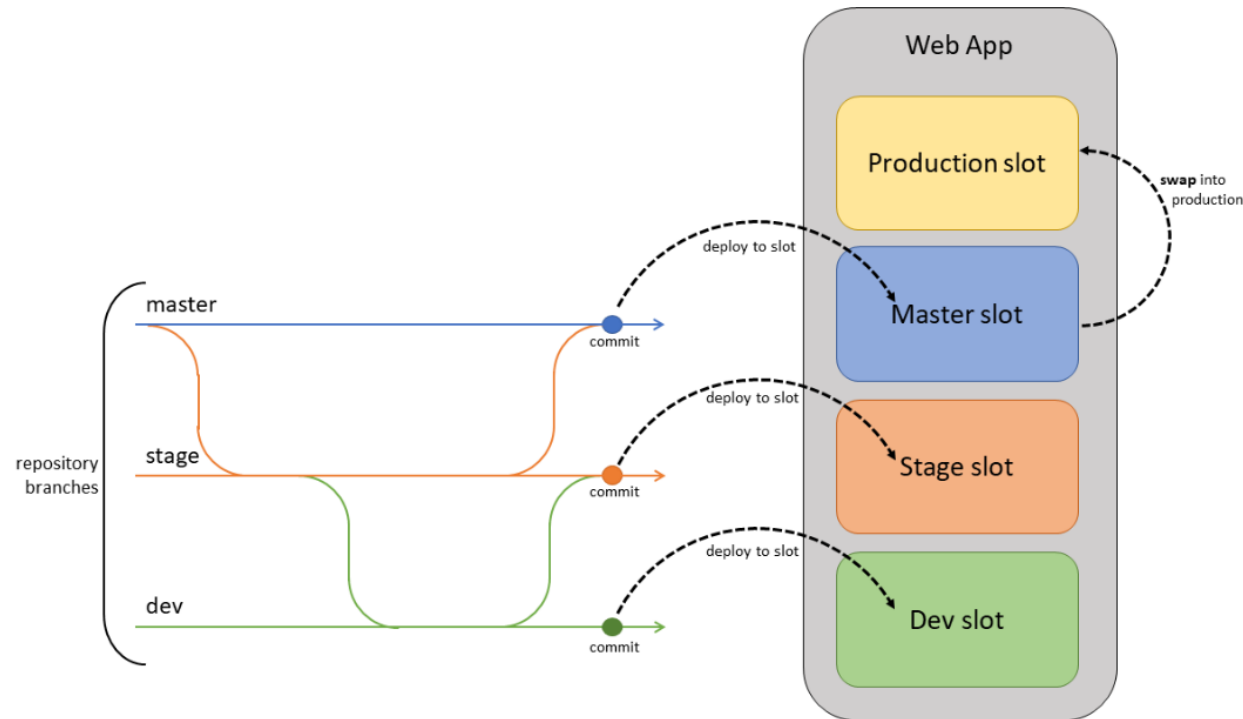 Web App
Production slot
swap into
production
deploy to slot
master
Master slot
commit
deploy to slot
stage
repository
branches
Stage slot
commit
deploy to slot
dev
Dev slot
commit